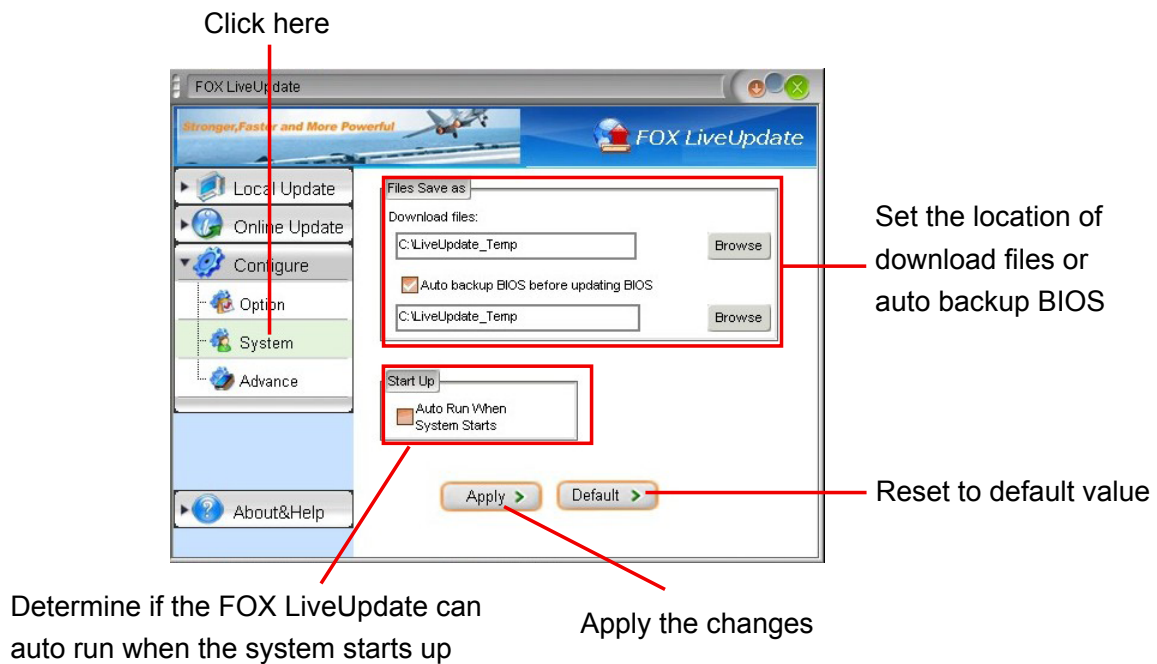 Click here
FOX LiveUpdate
Stronger,Faster and More Powerful
FOX LiveUpdate
Local Update
Online Update
Configure
Option
System
Advance
About&Help
Files Save as
Download files:
C:\LiveUpdate_Temp
Browse
Auto backup BIOS before updating BIOS
C:\LiveUpdate_Temp
Browse
Start Up
Auto Run When
System Starts
Apply
Default
Set the location of
download files or
auto backup BIOS
Reset to default value
Determine if the FOX LiveUpdate can
auto run when the system starts up
Apply the changes